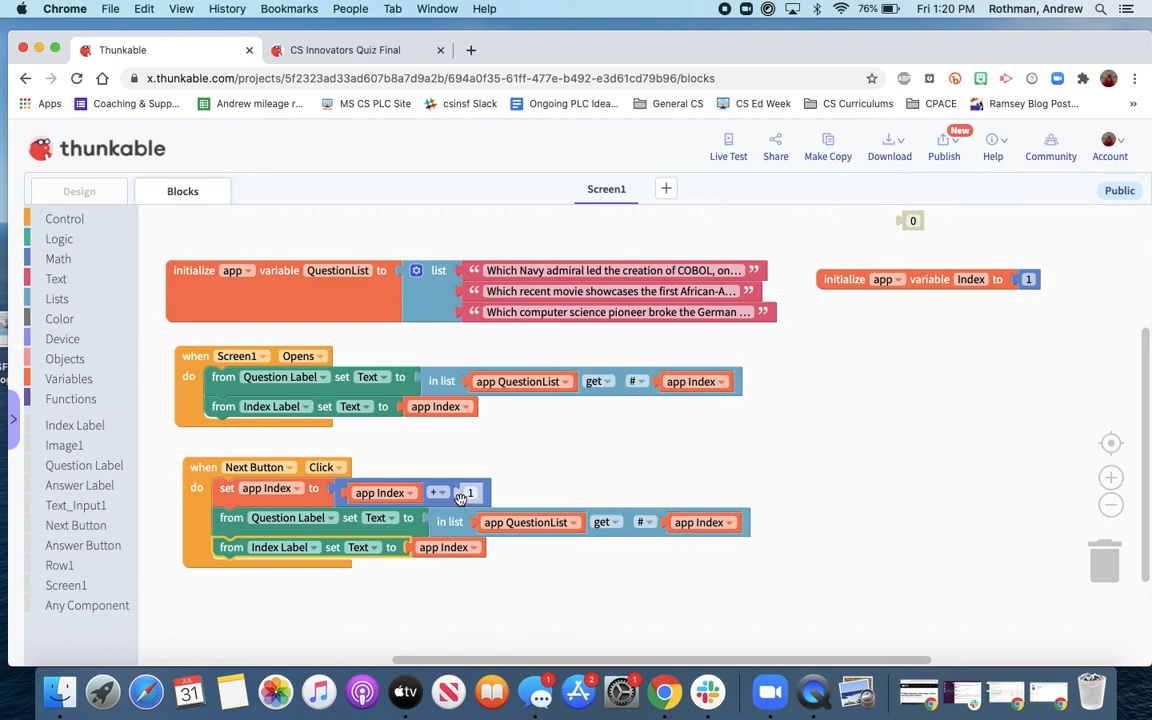 Chrome File Edit View History Bookmarks People Tab Window Help 76% Fri 1:20 PM Rothman, Andrew
Thunkable CS Innovators Quiz Final
x.thunkable.com/projects/5f2323ad33ad607b8a7d9a2b/694a0f35-61ff-477e-b492-e3d61cd79b96/blocks
Apps Coaching & Supp... Andrew mileage r... MS CS PLC Site csinsf Slack Ongoing PLC Idea... General CS CS Ed Week CS Curriculums CPACE Ramsey Blog Post... »
New
thunkable
Live Test Share Make Copy Download Publish Help Community Account
Design Blocks Screen1 + Public
Control
Logic
Math
Text
Lists
Color
Device
Objects
Variables
Functions
Index Label
Image1
Question Label
Answer Label
Text_Input1
Next Button
Answer Button
Row1
Screen1
Any Component
0
initialize app variable QuestionList to list “ Which Navy admiral led the creation of COBOL, on... ”
“ Which recent movie showcases the first African-A... ”
“ Which computer science pioneer broke the German ... ”
initialize app variable Index to 1
when Screen1 Opens
do from Question Label set Text to in list app QuestionList get # app Index
from Index Label set Text to app Index
when Next Button Click
do set app Index to app Index + 1
from Question Label set Text to in list app QuestionList get # app Index
from Index Label set Text to app Index
JUL
31
tv
1
2
1